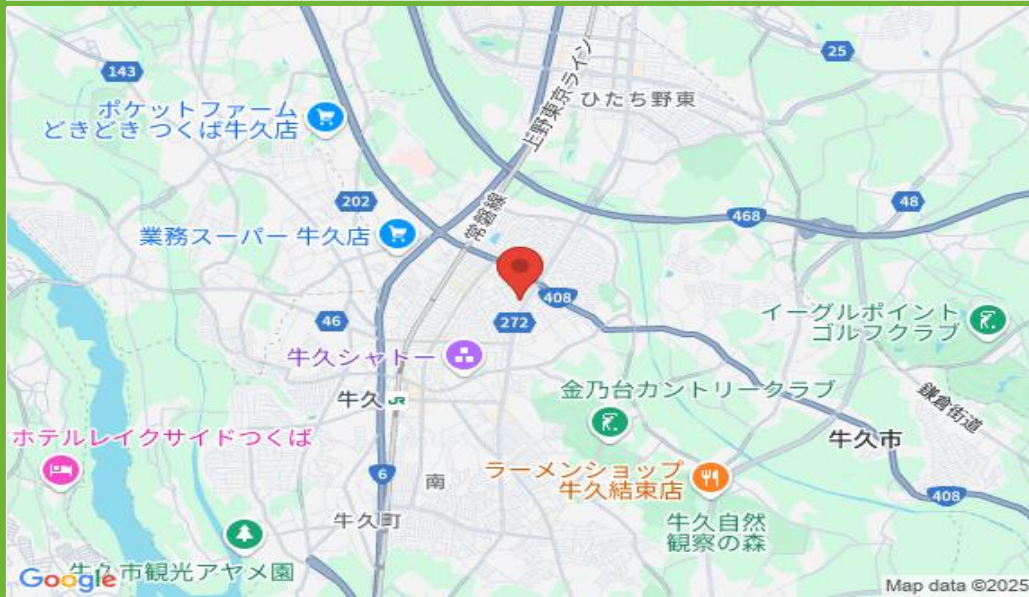 143
25
ポケットファーム
どきどき つくば牛久店
上野東京ライン
ひたち野東
202
48
468
業務スーパー 牛久店
常磐線
408
46
272
イーグルポイント
ゴルフクラブ
牛久シャトー
金乃台カントリークラブ
牛久 JR
鎌倉街道
ホテルレイクサイドつくば
牛久市
ラーメンショップ
牛久結束店
6
南
408
牛久町
牛久自然
観察の森
牛久市観光アヤメ園
Google
Map data ©2025